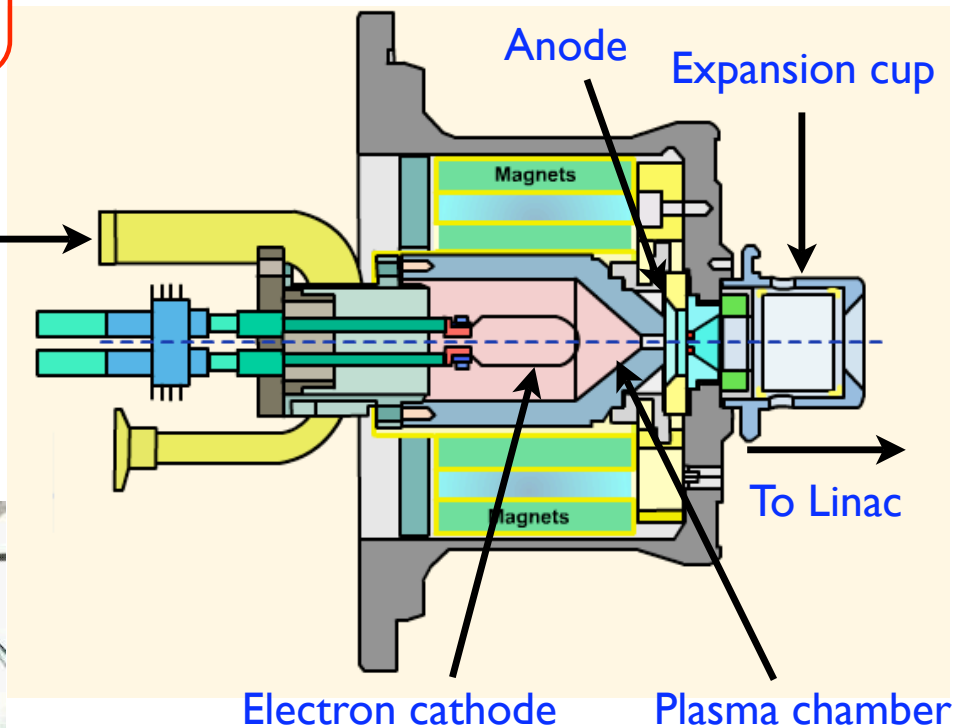 Anode
Expansion cup
Magnets
To Linac
Magnets
Electron cathode
Plasma chamber